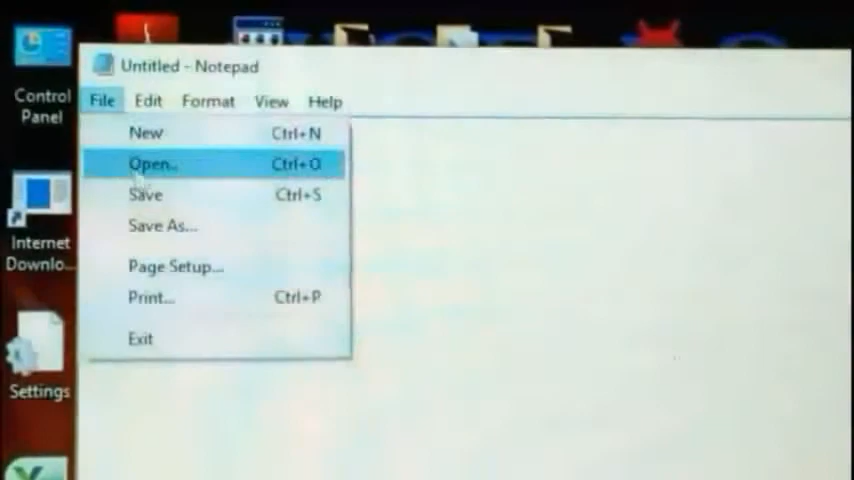 Untitled - Notepad
File Edit Format View Help
New Ctrl+N
Open... Ctrl+O
Save Ctrl+S
Save As...
Page Setup...
Print... Ctrl+P
Exit
Control
Panel
Internet
Downlo...
Settings